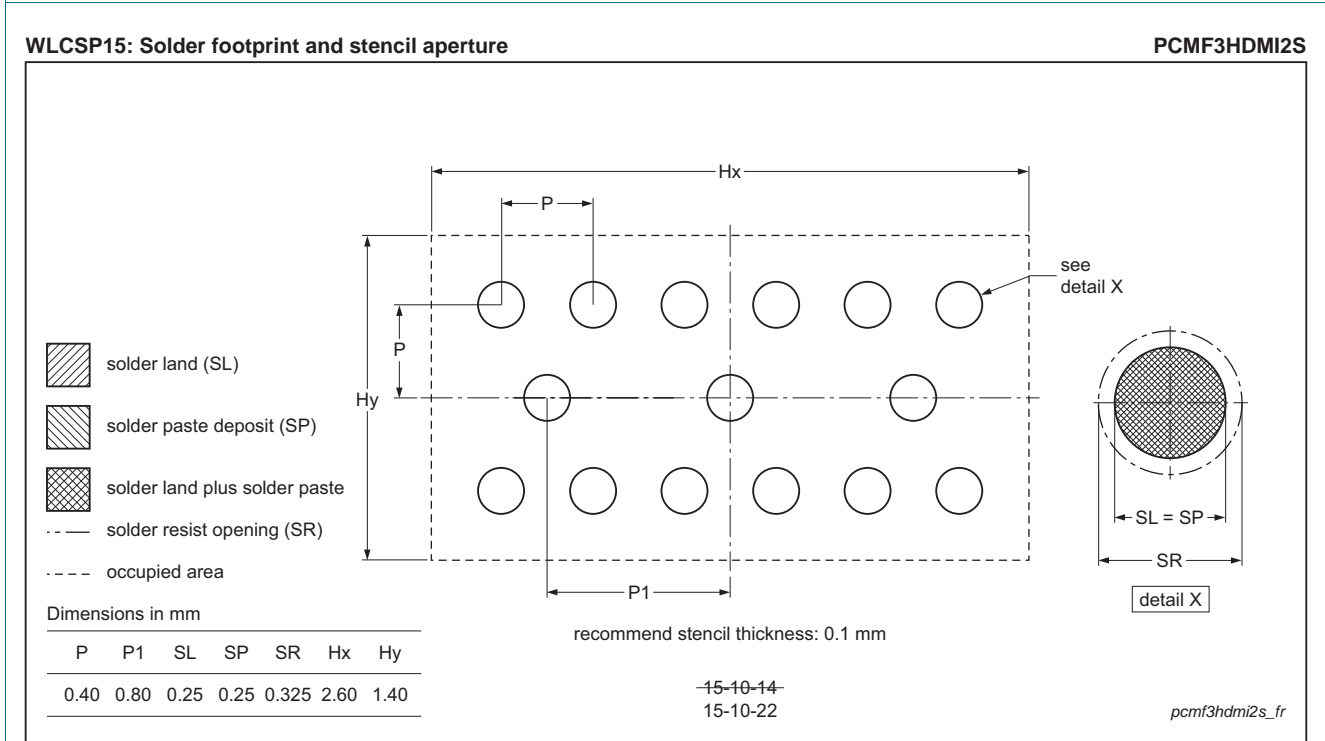 WLCSP15: Solder footprint and stencil aperture PCMF3HDMI2S
Hx
P
see
detail X
P
Hy
solder land (SL)
solder paste deposit (SP)
solder land plus solder paste
solder resist opening (SR)
occupied area
SL = SP
SR
P1
detail X
Dimensions in mm
recommend stencil thickness: 0.1 mm
P P1 SL SP SR Hx Hy
0.40 0.80 0.25 0.25 0.325 2.60 1.40
15-10-14
15-10-22
pcmf3hdmi2s_fr